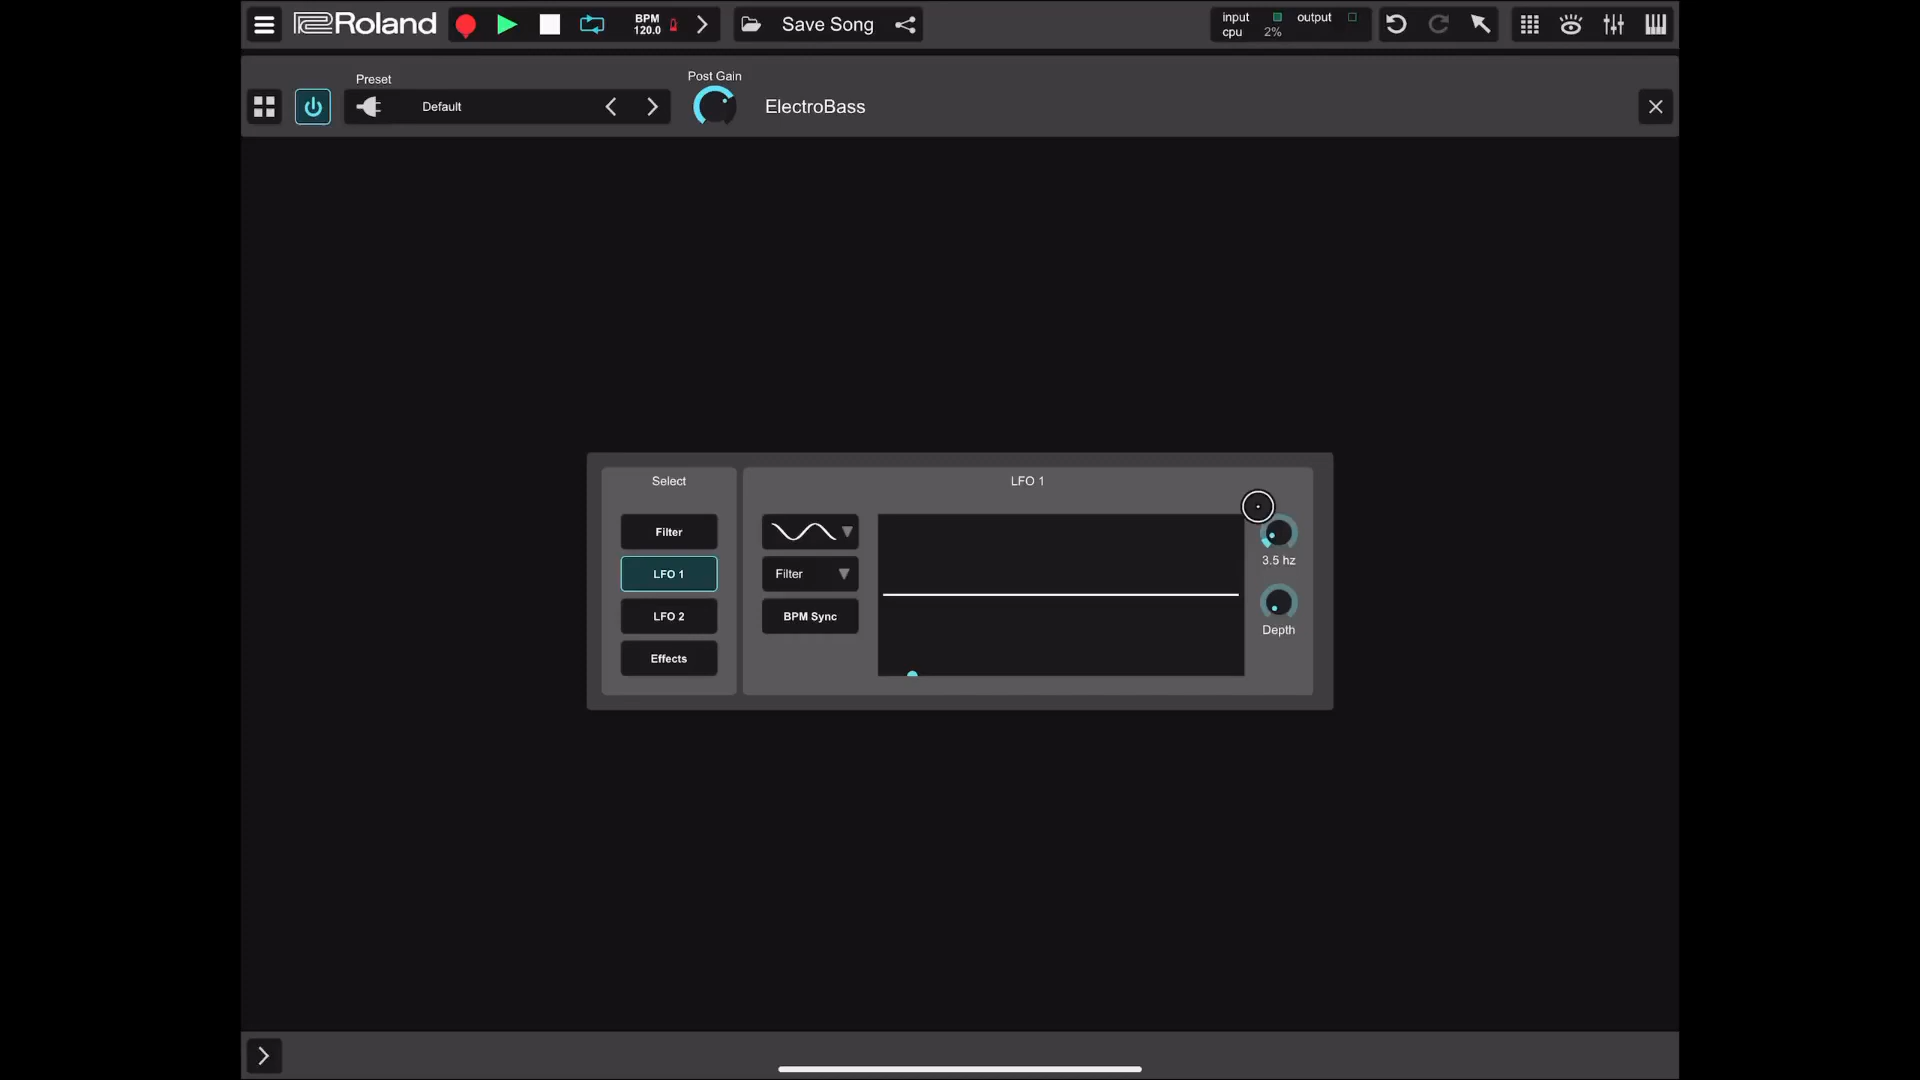 Roland
BPM
120.0
Save Song
input
output
cpu
2%
Preset
Default
Post Gain
ElectroBass
Select
LFO 1
Filter
LFO 1
LFO 2
Effects
Filter
BPM Sync
3.5 hz
Depth